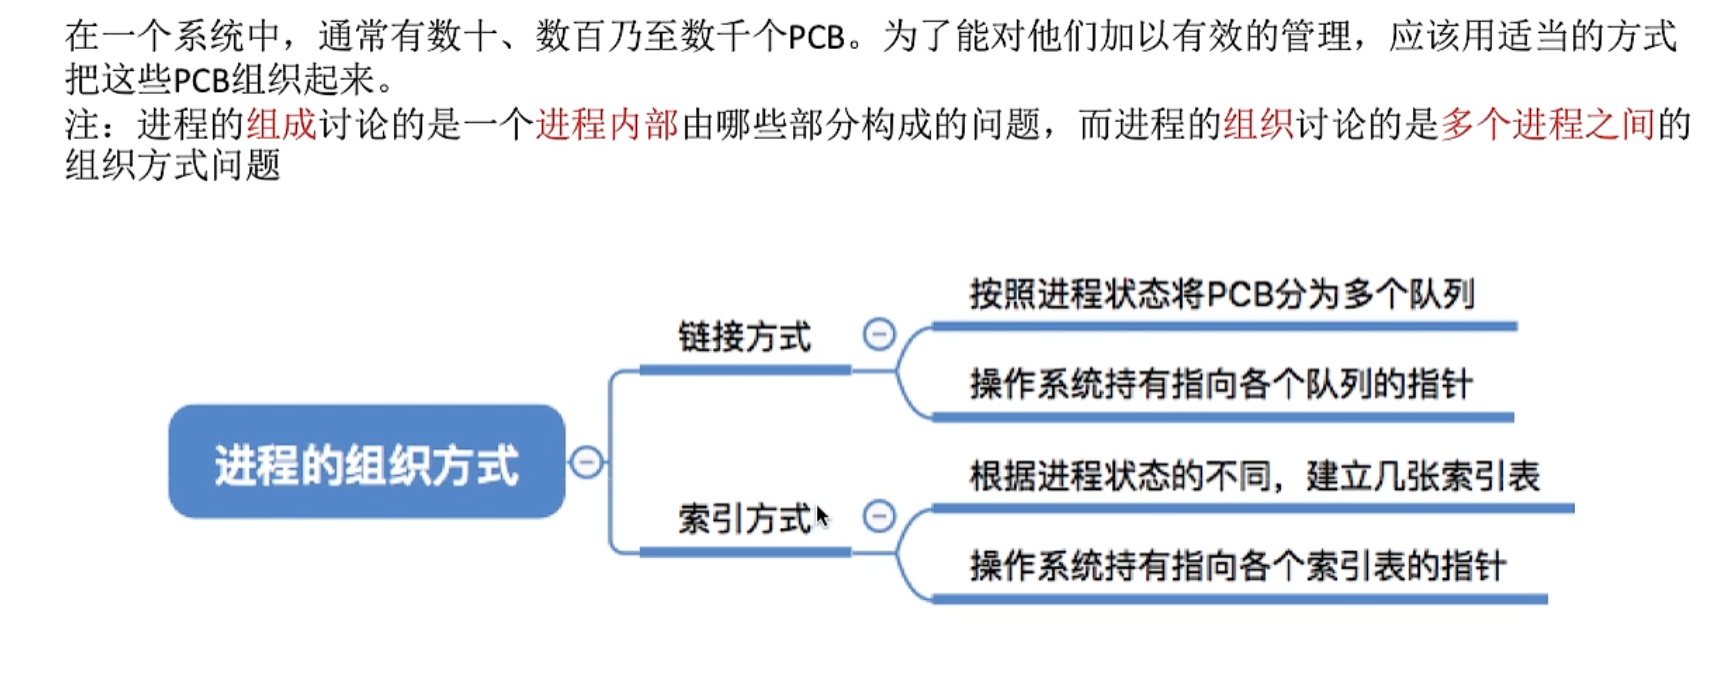 在一个系统中，通常有数十、数百乃至数千个PCB。为了能对他们加以有效的管理，应该用适当的方式
把这些PCB组织起来。
注：进程的组成讨论的是一个进程内部由哪些部分构成的问题，而进程的组织讨论的是多个进程之间的
组织方式问题
进程的组织方式
链接方式
按照进程状态将PCB分为多个队列
操作系统持有指向各个队列的指针
索引方式
根据进程状态的不同，建立几张索引表
操作系统持有指向各个索引表的指针